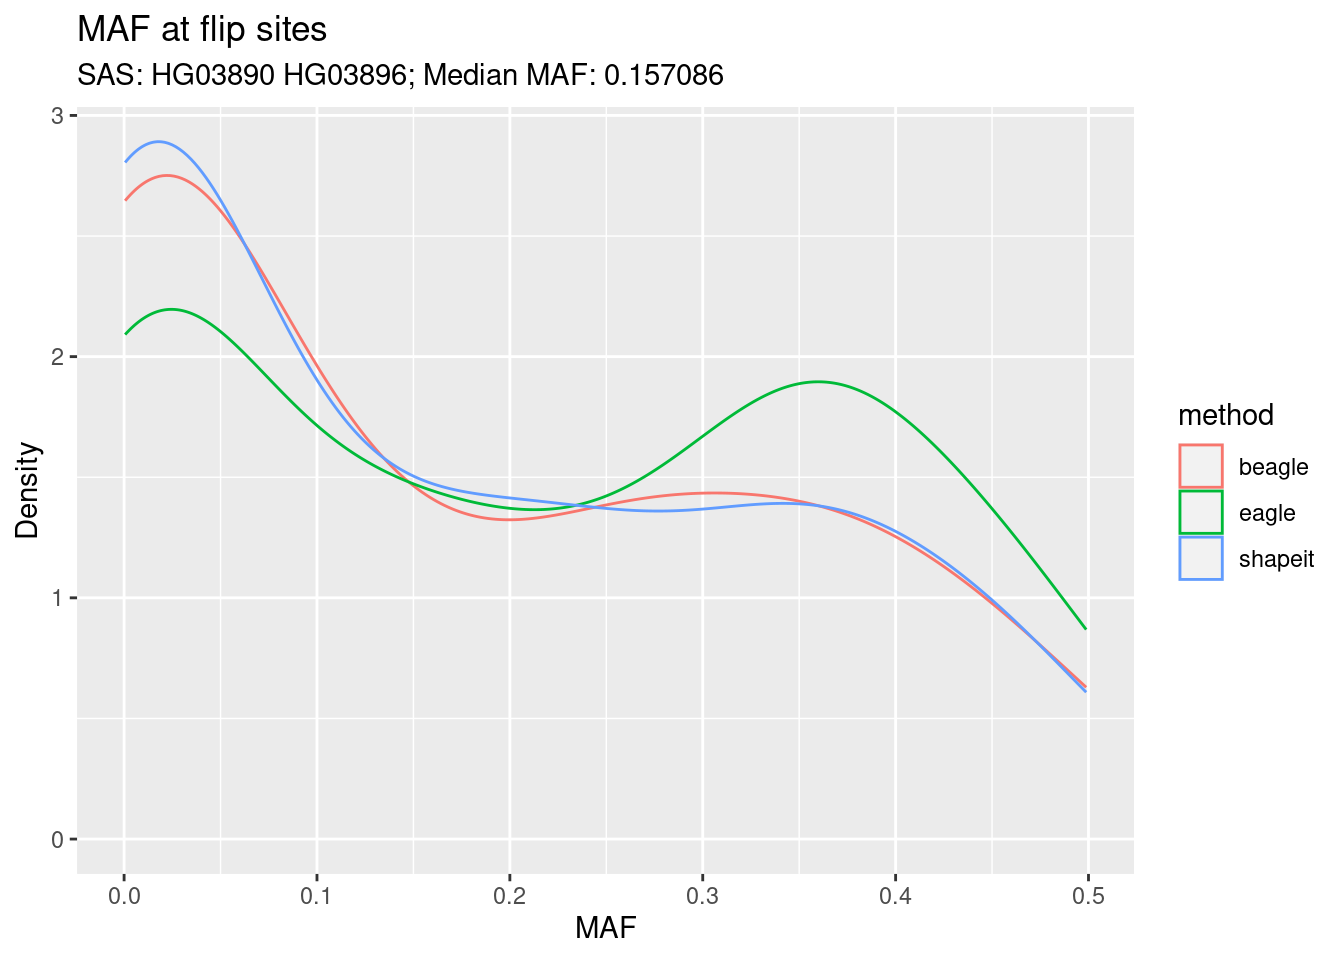 MAF at flip sites
SAS: HG03890 HG03896; Median MAF: 0.157086
3
2
1
0
Density
0.0
0.1
0.2
0.3
0.4
0.5
MAF
method
beagle
eagle
shapeit